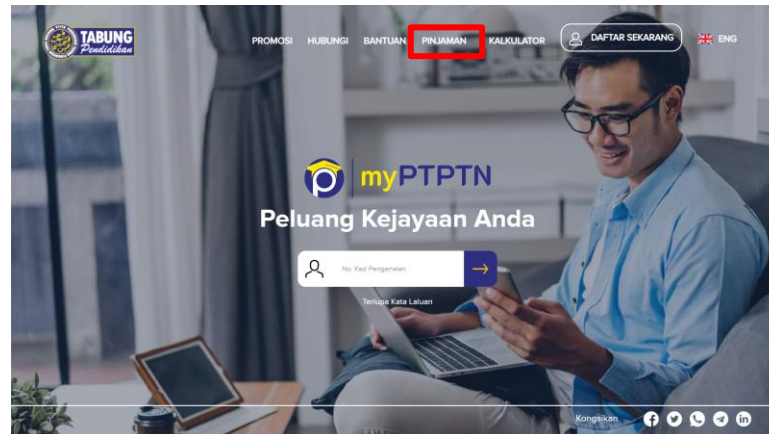 TABUNG
Pendidikan
PROMOSI HUBUNGI BANTUAN PINJAMAN KALKULATOR DAFTAR SEKARANG ENG
myPTPTN
Peluang Kejayaan Anda
No. Kad Pengenalan
Terlupa Kata Laluan
Kongsikan